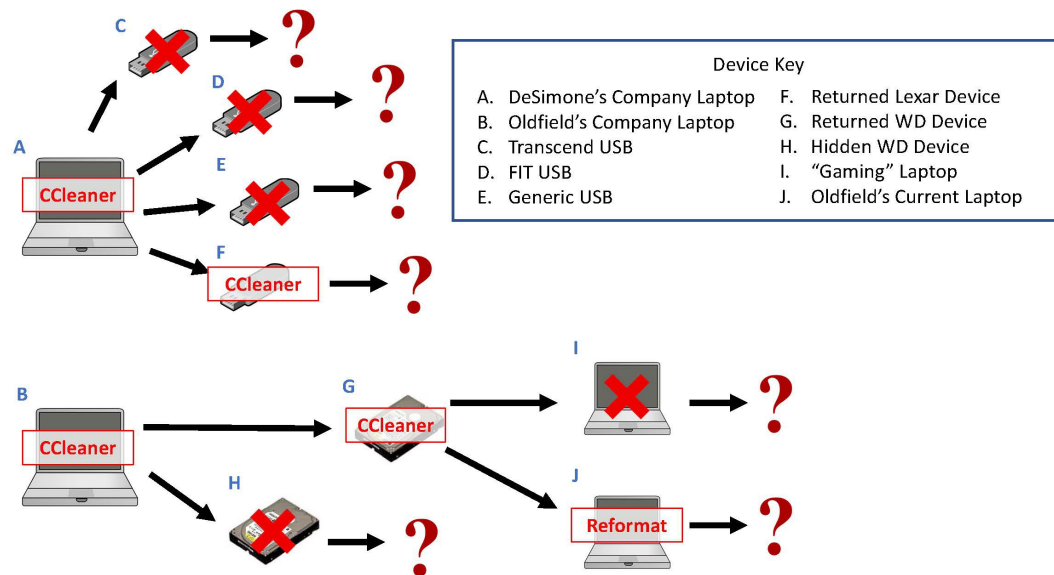 C
?
Device Key
A. DeSimone's Company Laptop
B. Oldfield's Company Laptop
C. Transcend USB
D. FIT USB
E. Generic USB
F. Returned Lexar Device
G. Returned WD Device
H. Hidden WD Device
I. “Gaming” Laptop
J. Oldfield's Current Laptop
D
?
A
CCleaner
E
?
F
CCleaner
?
B
CCleaner
G
CCleaner
I
?
H
?
J
Reformat
?